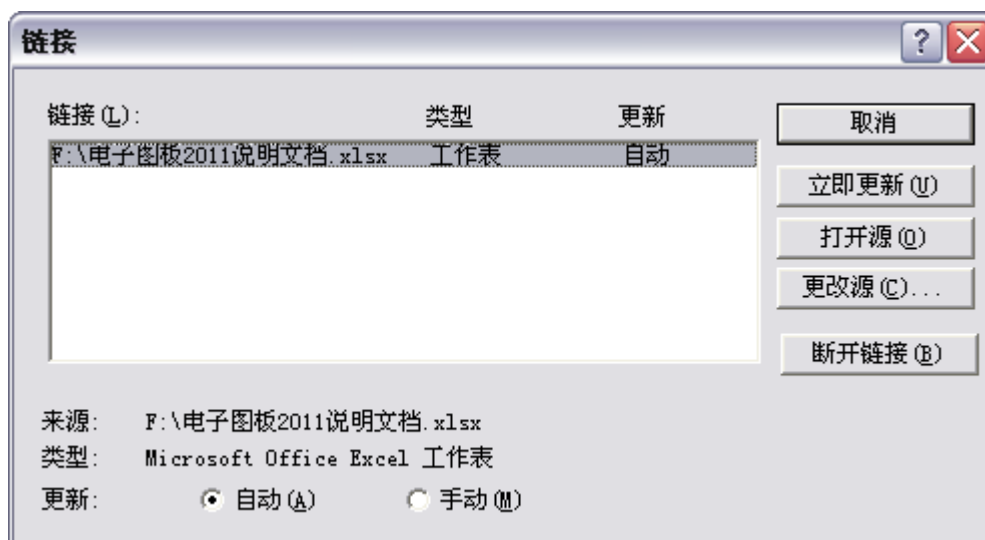 链接
链接(L): 类型 更新
F:\电子图板2011说明文档.xlsx 工作表 自动
取消
立即更新(U)
打开源(O)
更改源(C)...
断开链接(B)
来源: F:\电子图板2011说明文档.xlsx
类型: Microsoft Office Excel 工作表
更新: 自动(A) 手动(M)